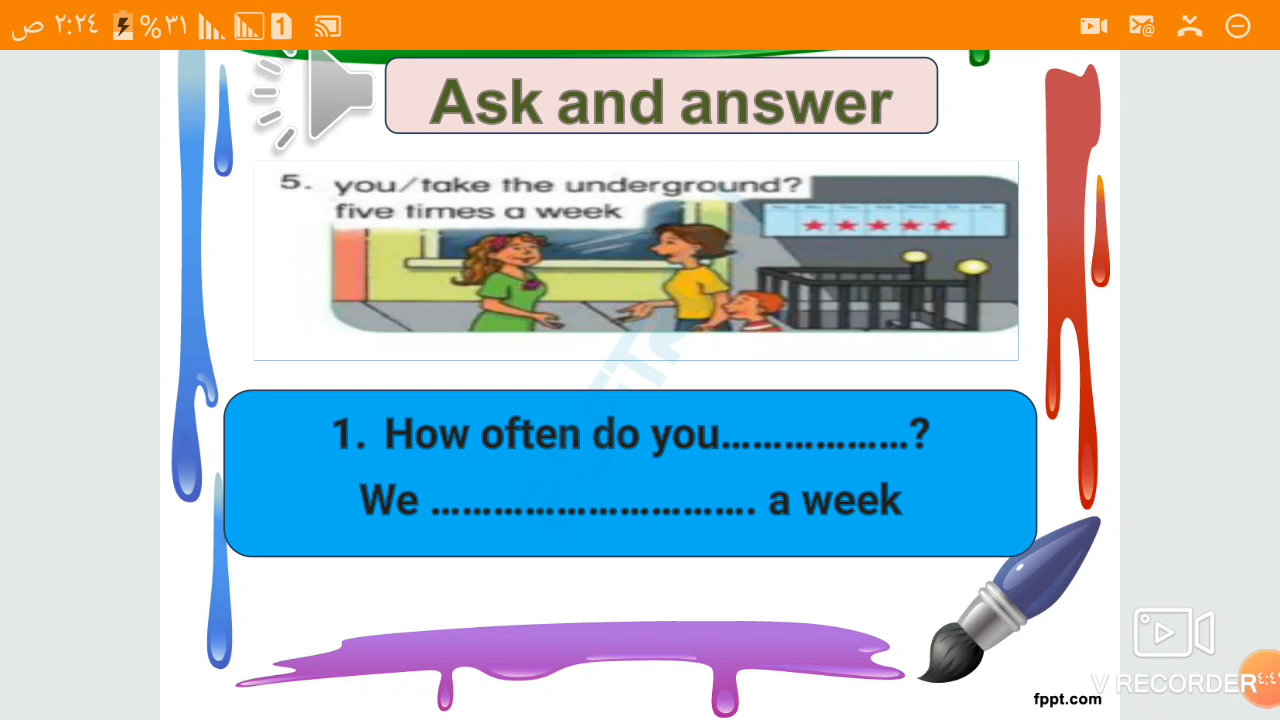 ٢:٢٤ ص
%٣١
1
Ask and answer
5. you/take the underground?
five times a week
1. How often do you………………?
We …………………………. a week
V RECORDER
fppt.com